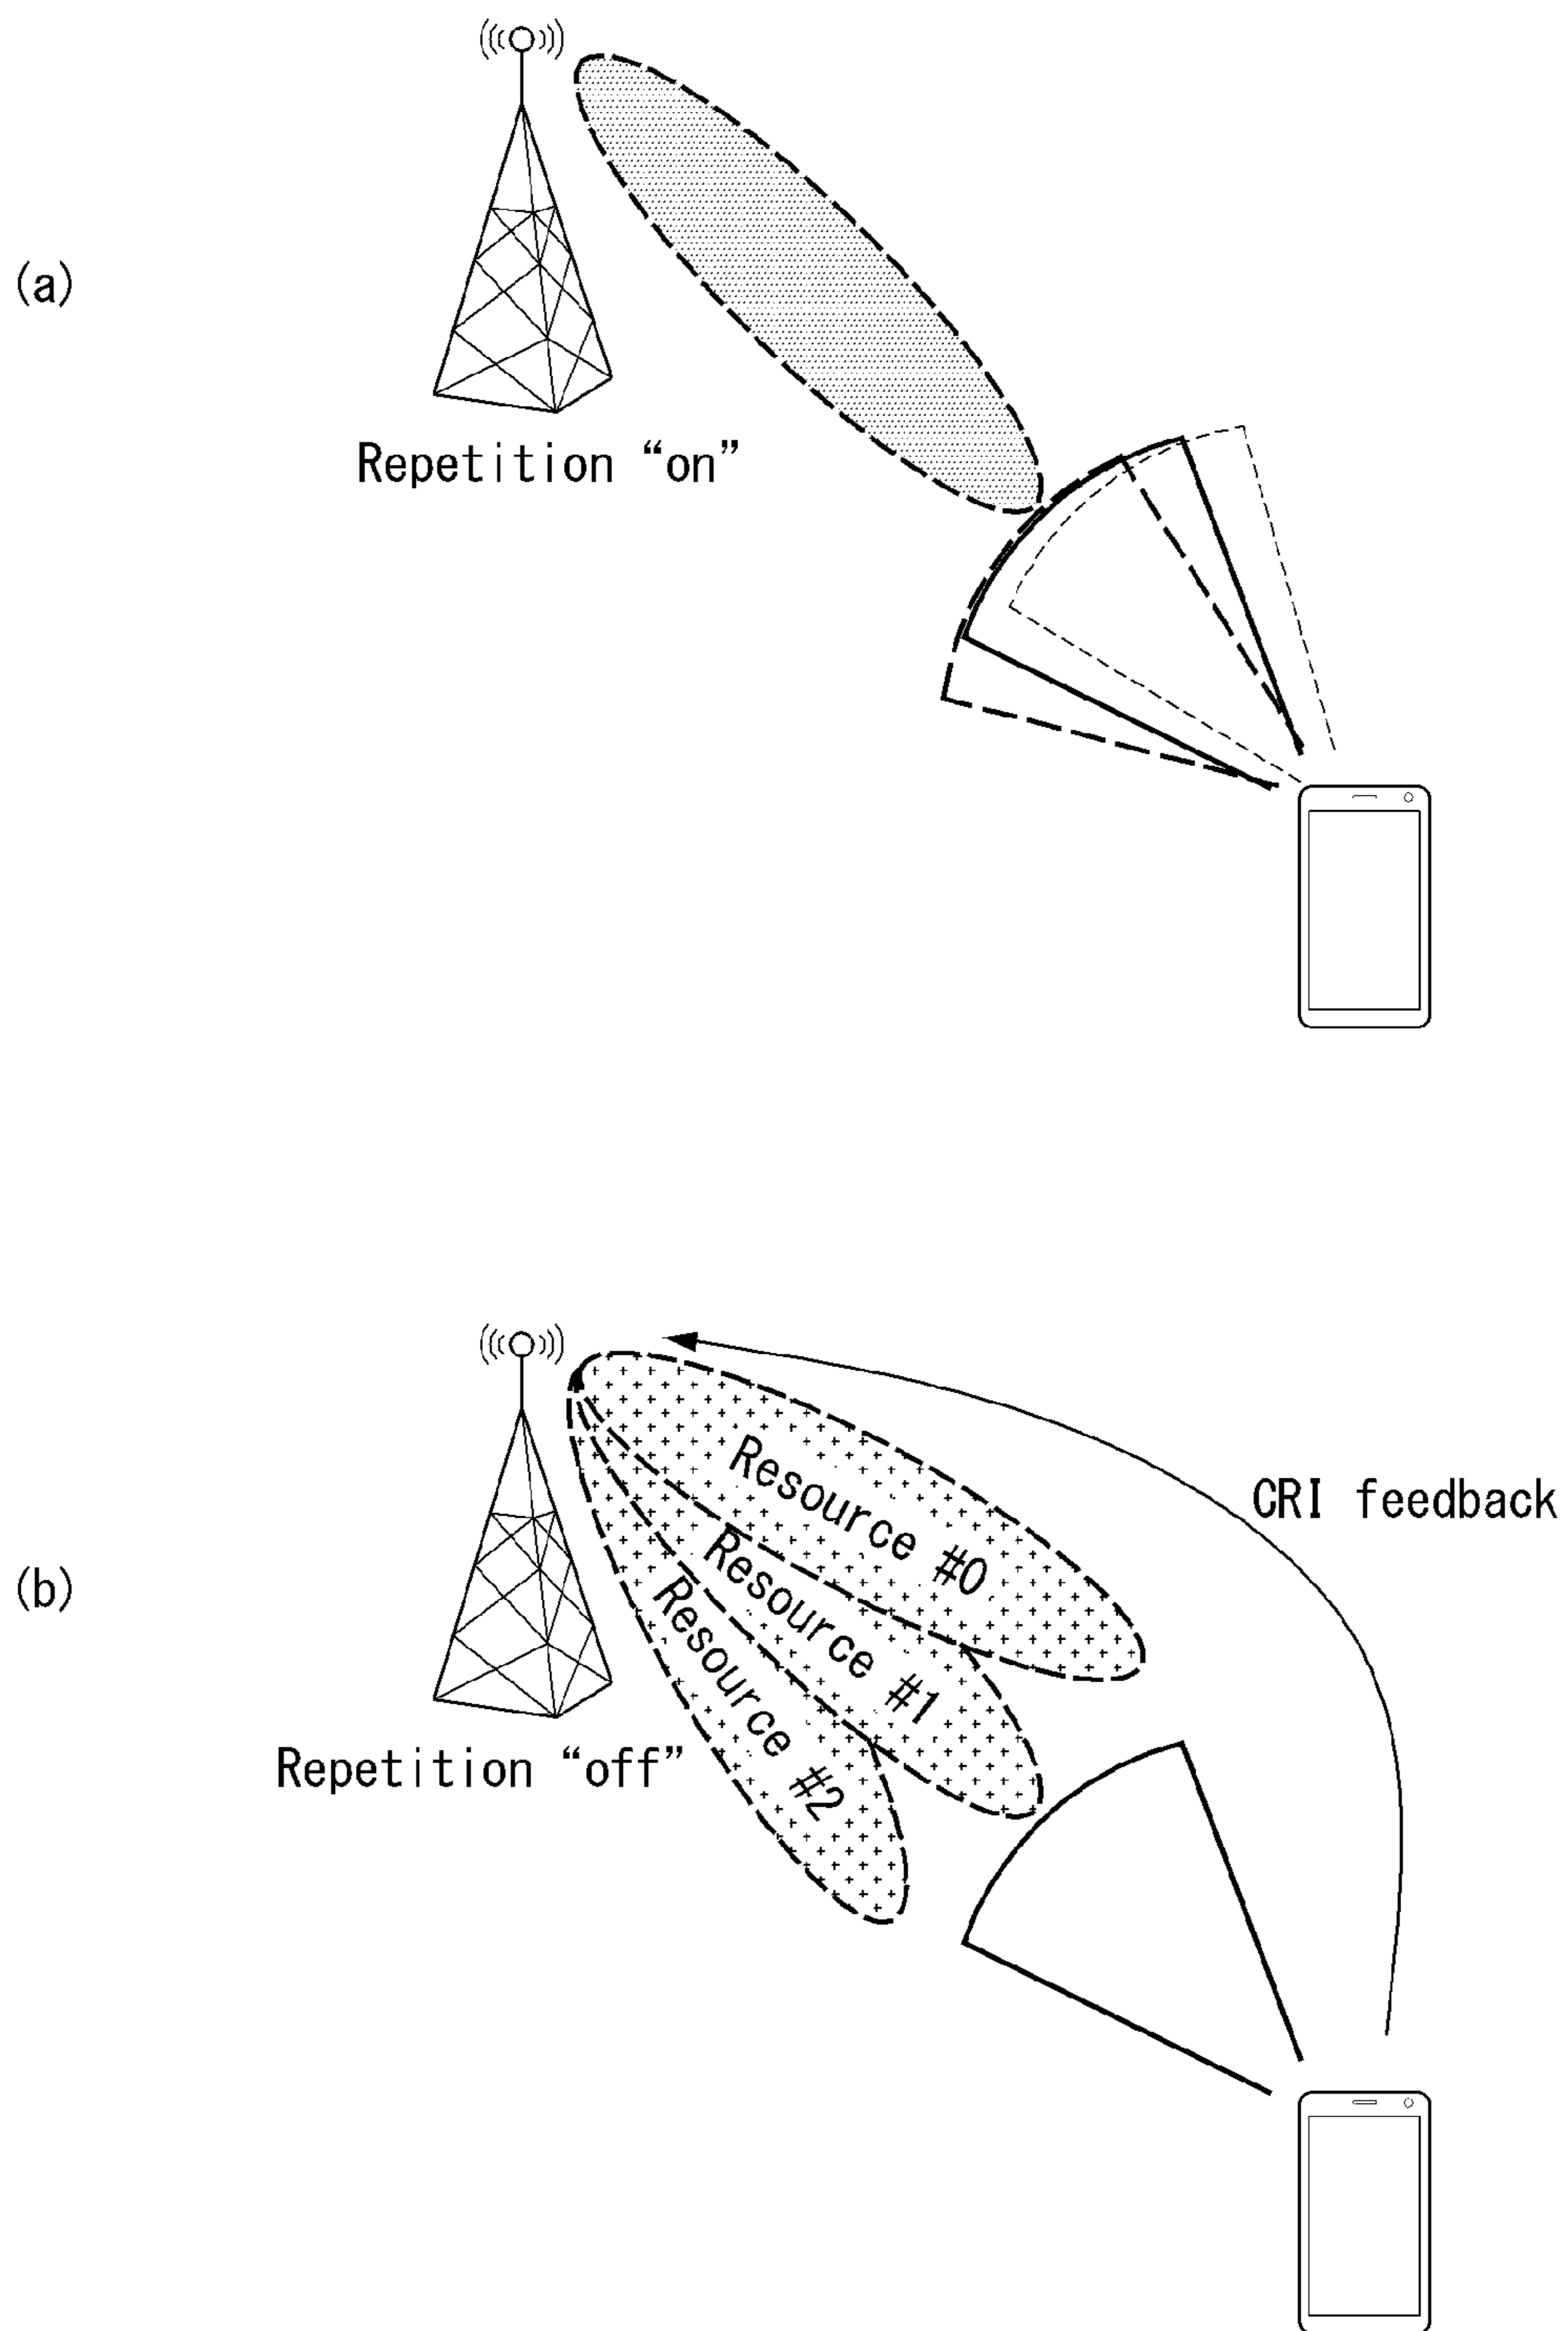 (a)
Repetition “on”
(b)
Resource #0
Resource #1
Resource #2
CRI feedback
Repetition “off”